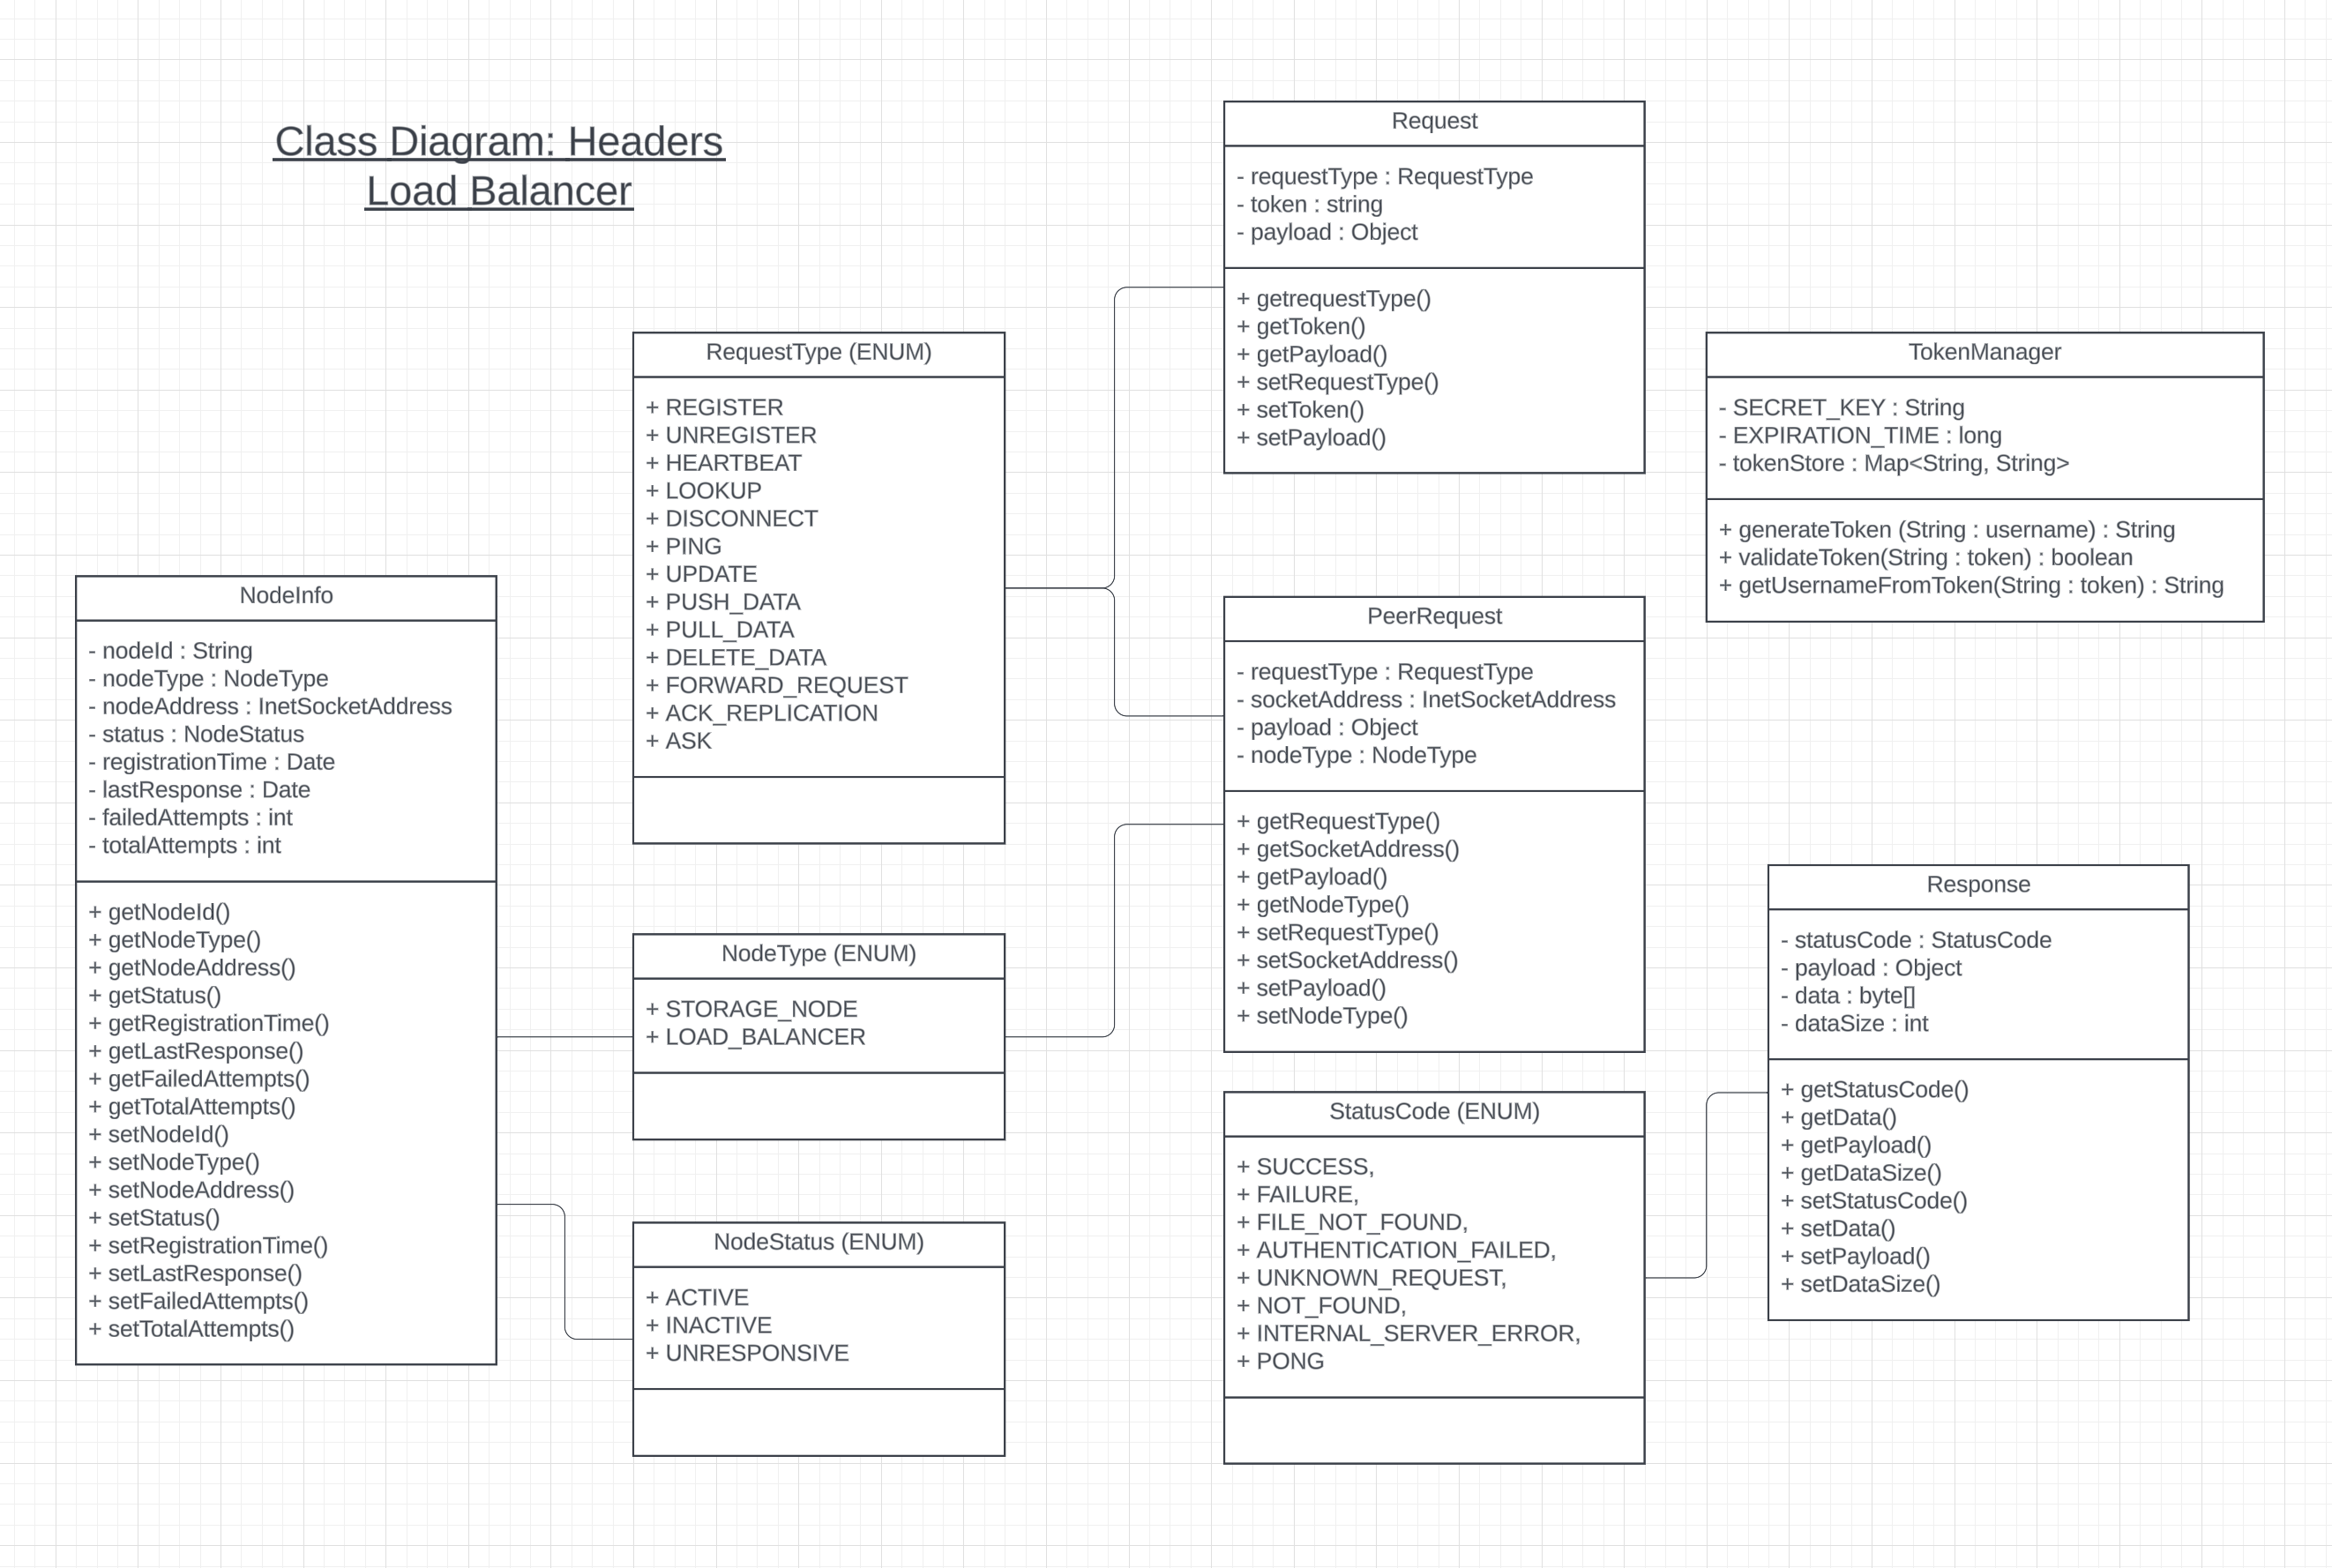 Class Diagram: Headers
Load Balancer
Request
- requestType : RequestType
- token : string
- payload : Object
+ getrequestType()
+ getToken()
+ getPayload()
+ setRequestType()
+ setToken()
+ setPayload()
RequestType (ENUM)
+ REGISTER
+ UNREGISTER
+ HEARTBEAT
+ LOOKUP
+ DISCONNECT
+ PING
+ UPDATE
+ PUSH_DATA
+ PULL_DATA
+ DELETE_DATA
+ FORWARD_REQUEST
+ ACK_REPLICATION
+ ASK
TokenManager
- SECRET_KEY : String
- EXPIRATION_TIME : long
- tokenStore : Map<String, String>
+ generateToken (String : username) : String
+ validateToken(String : token) : boolean
+ getUsernameFromToken(String : token) : String
NodeInfo
- nodeId : String
- nodeType : NodeType
- nodeAddress : InetSocketAddress
- status : NodeStatus
- registrationTime : Date
- lastResponse : Date
- failedAttempts : int
- totalAttempts : int
+ getNodeId()
+ getNodeType()
+ getNodeAddress()
+ getStatus()
+ getRegistrationTime()
+ getLastResponse()
+ getFailedAttempts()
+ getTotalAttempts()
+ setNodeId()
+ setNodeType()
+ setNodeAddress()
+ setStatus()
+ setRegistrationTime()
+ setLastResponse()
+ setFailedAttempts()
+ setTotalAttempts()
PeerRequest
- requestType : RequestType
- socketAddress : InetSocketAddress
- payload : Object
- nodeType : NodeType
+ getRequestType()
+ getSocketAddress()
+ getPayload()
+ getNodeType()
+ setRequestType()
+ setSocketAddress()
+ setPayload()
+ setNodeType()
Response
- statusCode : StatusCode
- payload : Object
- data : byte[]
- dataSize : int
+ getStatusCode()
+ getData()
+ getPayload()
+ getDataSize()
+ setStatusCode()
+ setData()
+ setPayload()
+ setDataSize()
NodeType (ENUM)
+ STORAGE_NODE
+ LOAD_BALANCER
StatusCode (ENUM)
+ SUCCESS,
+ FAILURE,
+ FILE_NOT_FOUND,
+ AUTHENTICATION_FAILED,
+ UNKNOWN_REQUEST,
+ NOT_FOUND,
+ INTERNAL_SERVER_ERROR,
+ PONG
NodeStatus (ENUM)
+ ACTIVE
+ INACTIVE
+ UNRESPONSIVE